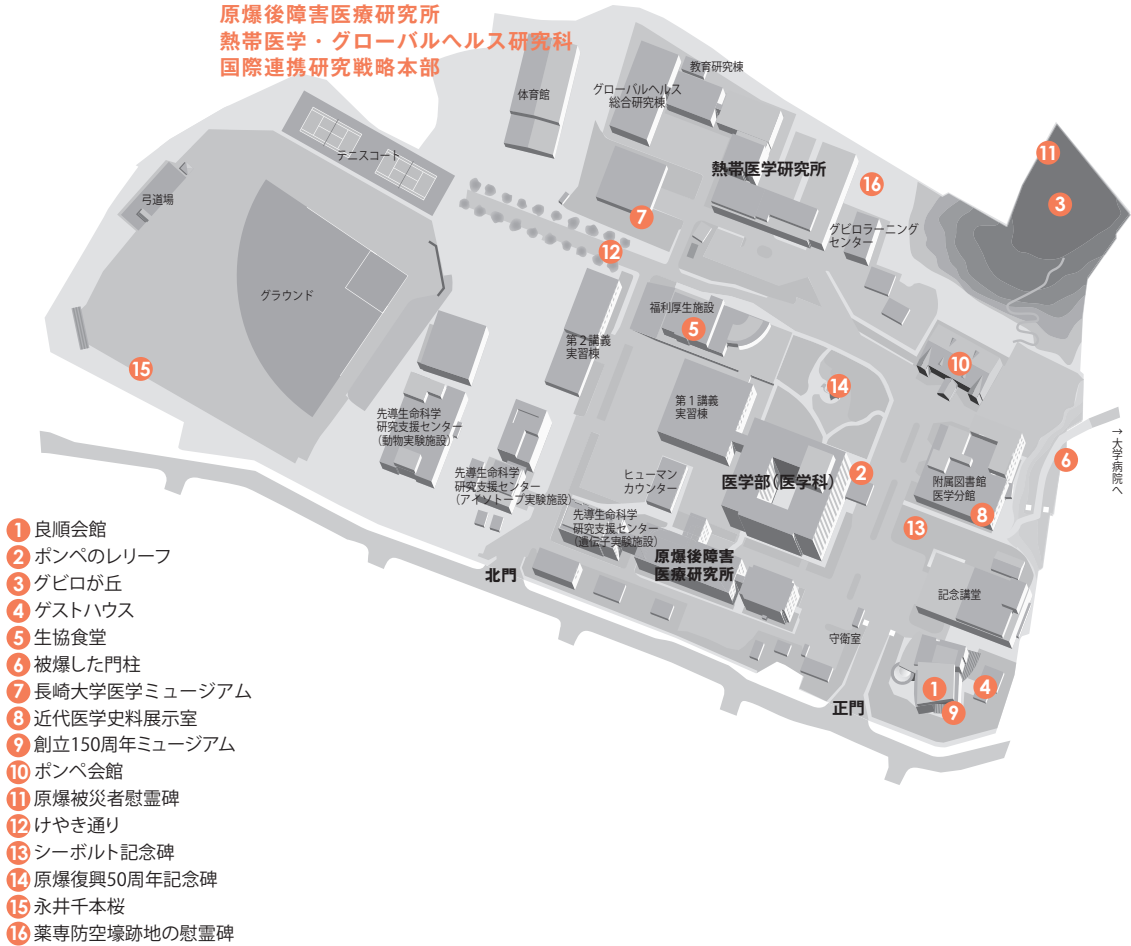 原爆後障害医療研究所
熱帯医学・グローバルヘルス研究科
国際連携研究戦略本部
教育研究棟
体育館
グローバルヘルス
総合研究棟
テニスコート
熱帯医学研究所
11
16
3
弓道場
7
グビロラーニング
センター
12
グラウンド
福利厚生施設
5
第2講義
実習棟
10
15
14
第1講義
実習棟
先導生命科学
研究支援センター
(動物実験施設)
→大学病院へ
6
先導生命科学
研究支援センター
(アイソトープ実験施設)
ヒューマン
カウンター
医学部(医学科)
2
附属図書館
医学分館
8
先導生命科学
研究支援センター
(遺伝子実験施設)
13
原爆後障害
医療研究所
北門
記念講堂
守衛室
1
4
9
正門
1 良順会館
2 ポンペのレリーフ
3 グビロが丘
4 ゲストハウス
5 生協食堂
6 被爆した門柱
7 長崎大学医学ミュージアム
8 近代医学史料展示室
9 創立150周年ミュージアム
10 ポンペ会館
11 原爆被災者慰霊碑
12 けやき通り
13 シーボルト記念碑
14 原爆復興50周年記念碑
15 永井千本桜
16 薬専防空壕跡地の慰霊碑